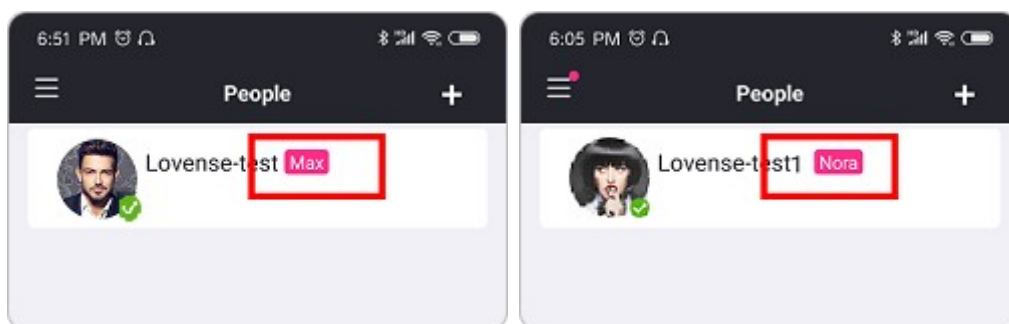 6:51 PM
People
+
Lovense-test Max
6:05 PM
People
+
Lovense-test1 Nora